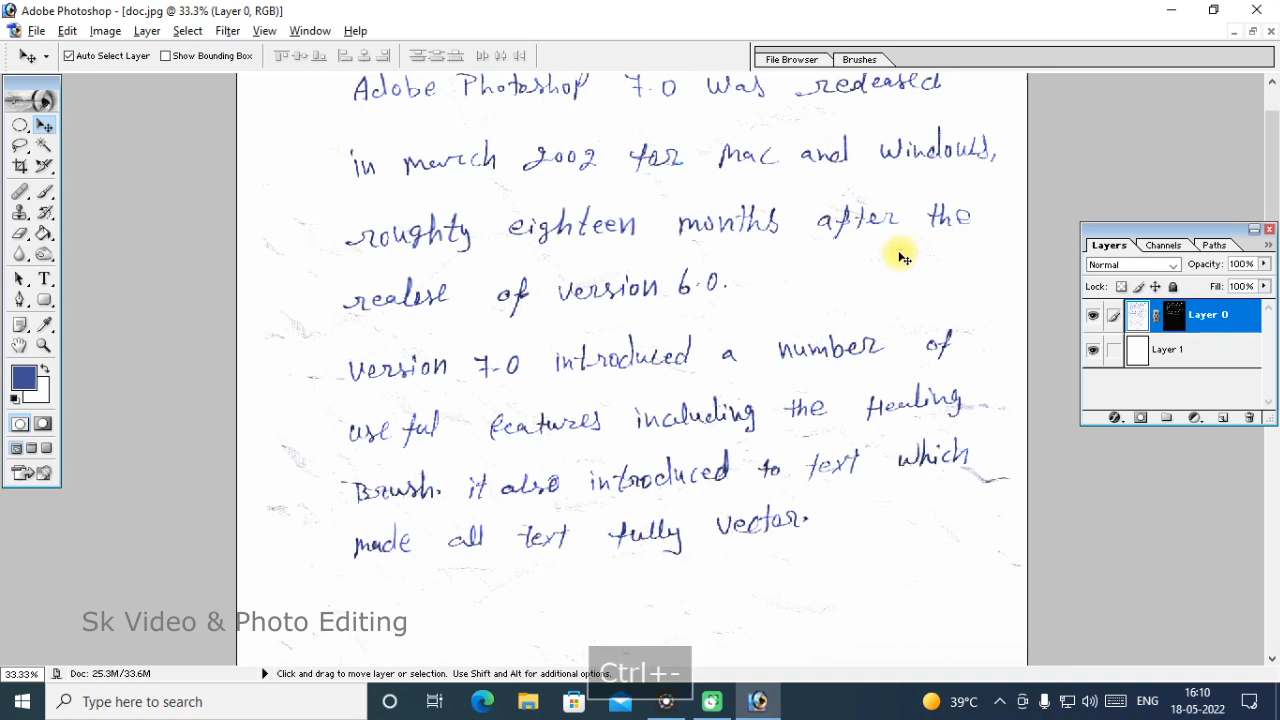 Adobe Photoshop - [doc.jpg @ 33.3% (Layer 0, RGB)]
File Edit Image Layer Select Filter View Window Help
Auto Select Layer Show Bounding Box File Browser Brushes
Adobe Photoshop 7.0 was redeased
in march 2002 for Mac and windows,
roughty eighteen months after the
realese of version 6.0.
version 7.0 introduced a number of
use ful features including the Healing
Brush. it also introduced to text which
made all text fully vector.
Layers Channels Paths
Normal Opacity: 100%
Lock: Fill: 100%
Layer 0
Layer 1
Sk Video & Photo Editing
Ctrl+-
33.33% Doc: 25.3M/33.6M Click and drag to move layer or selection. Use Shift and Alt for additional options.
Type here to search 39°C ENG 16:10 18-05-2022